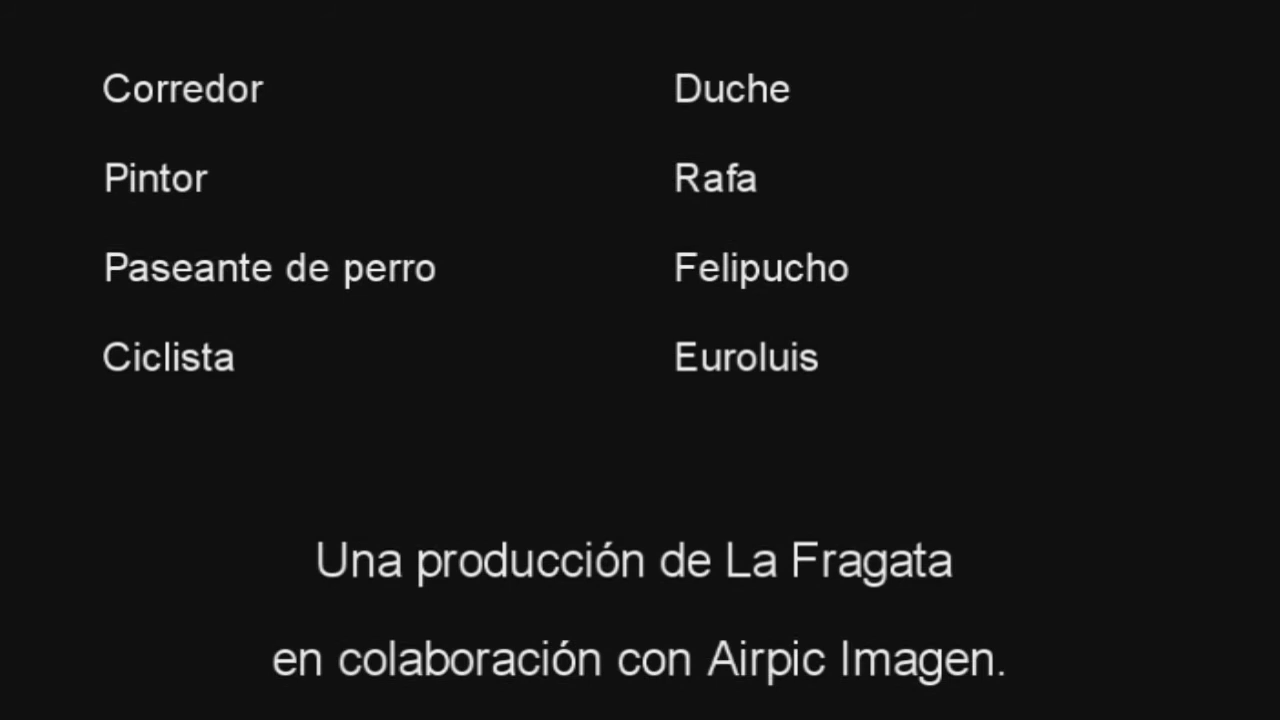 Corredor Duche
Pintor Rafa
Paseante de perro Felipucho
Ciclista Euroluis
Una producción de La Fragata
en colaboración con Airpic Imagen.